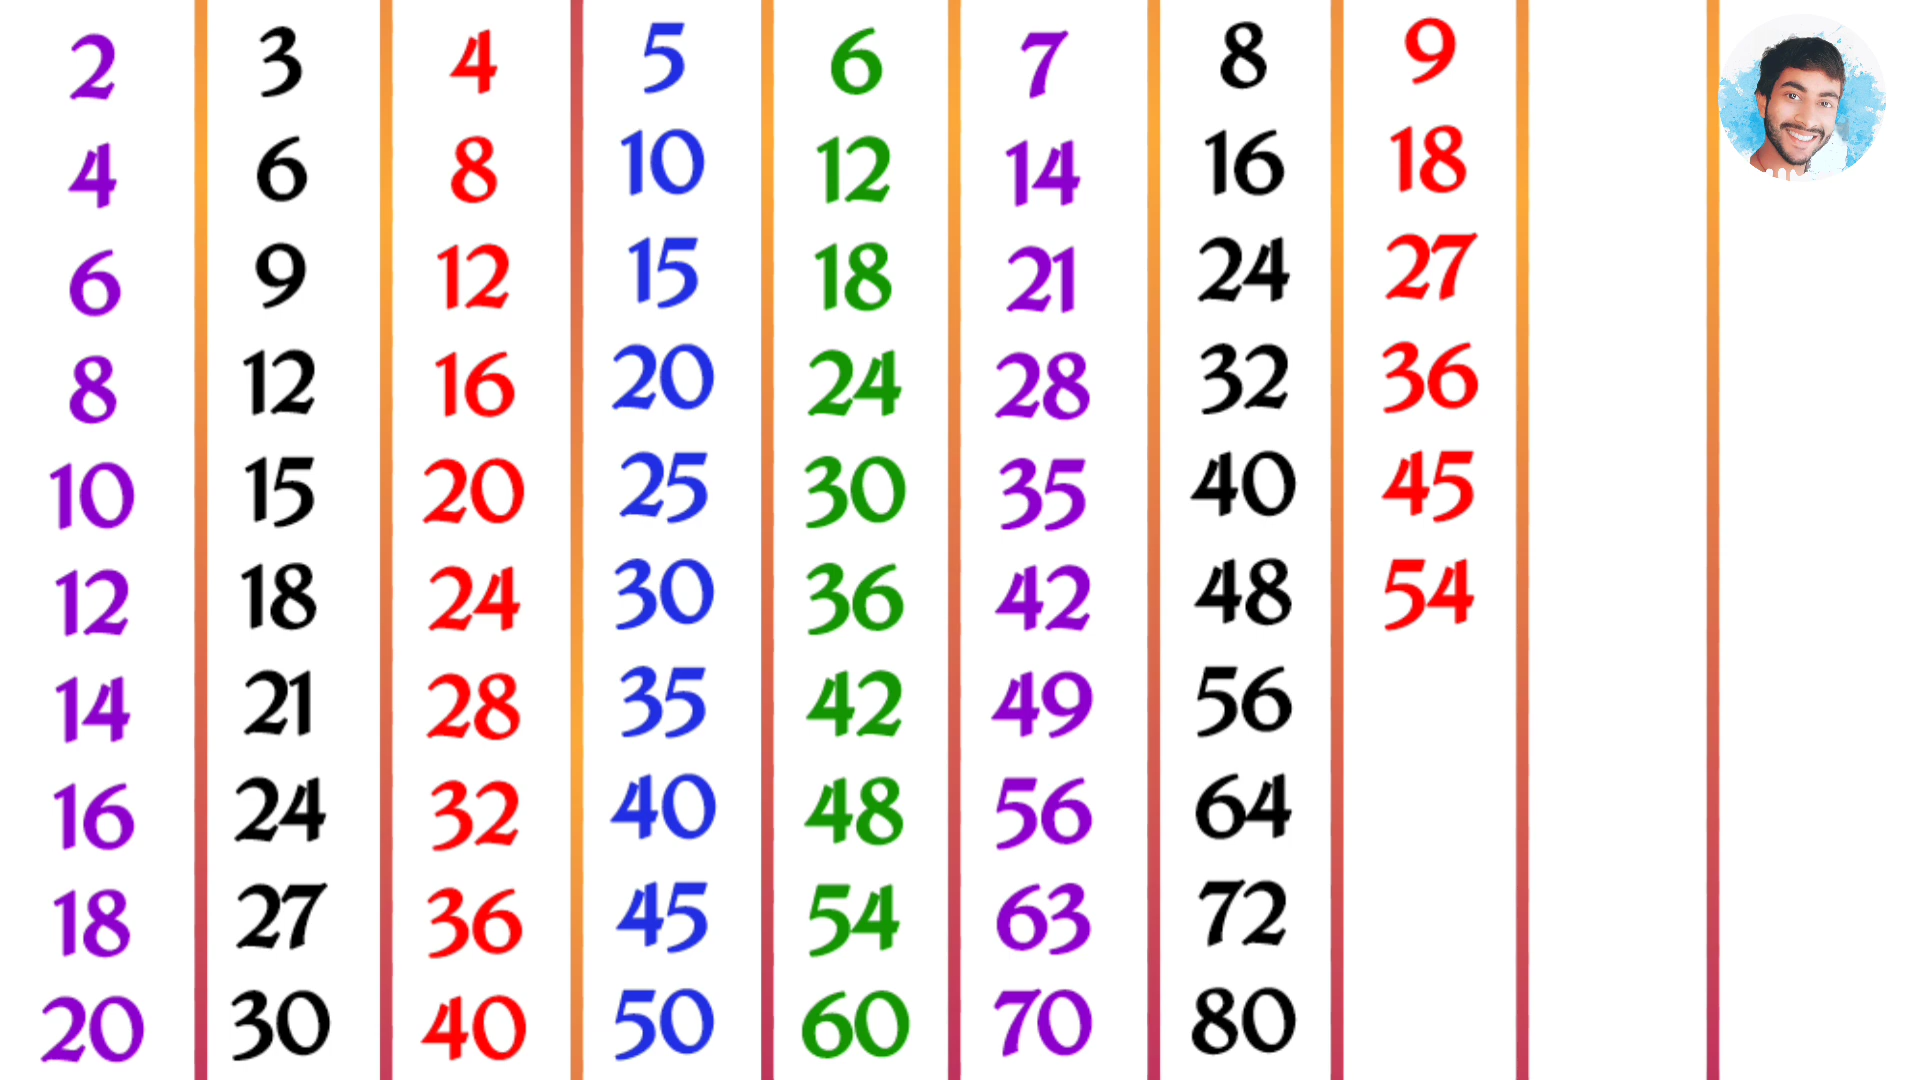 2 3 4 5 6 7 8 9
4 6 8 10 12 14 16 18
6 9 12 15 18 21 24 27
8 12 16 20 24 28 32 36
10 15 20 25 30 35 40 45
12 18 24 30 36 42 48 54
14 21 28 35 42 49 56
16 24 32 40 48 56 64
18 27 36 45 54 63 72
20 30 40 50 60 70 80